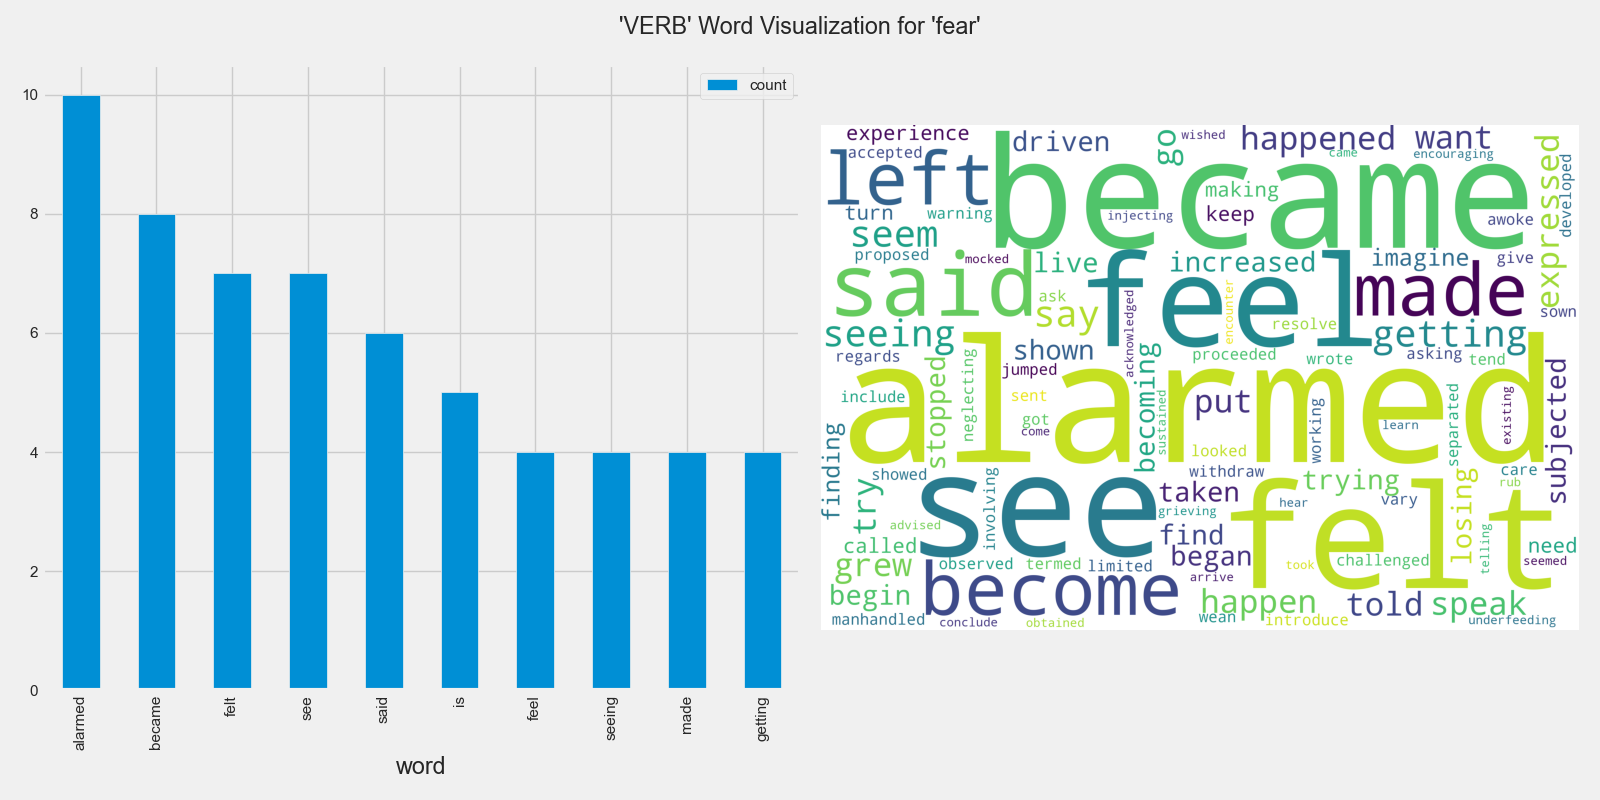 'VERB' Word Visualization for 'fear'
count
10
8
6
4
2
0
alarmed
became
felt
see
said
is
feel
seeing
made
getting
word
experience
driven
go
wished
happened
want
accepted
left
became
came
encouraging
expressed
developed
making
turn
warning
injecting
keep
awoke
seem
proposed
mocked
said
live
feel
increased
imagine
give
made
ask
say
acknowledged
encounter
resolve
sown
seeing
getting
regards
shown
proceeded
wrote
asking
tend
jumped
alarmed
include
stopped
neglecting
sent
got
come
becoming
sustained
put
working
learn
separated
existing
subjected
looked
finding
showed
see
involving
withdraw
taken
trying
care
rub
try
grieving
hear
vary
felt
losing
telling
advised
find
called
need
grew
observed
termed
limited
began
took
challenged
seemed
arrive
become
begin
happen
told
speak
manhandled
conclude
obtained
wean
introduce
underfeeding